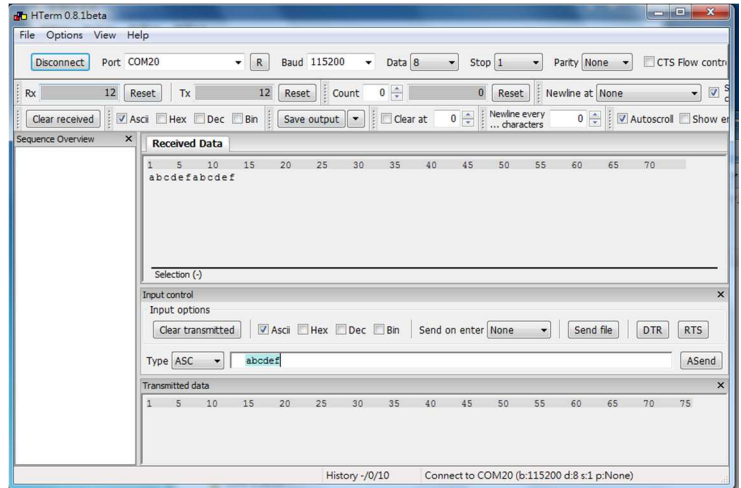 HTerm 0.8.1beta
File Options View Help
Disconnect Port COM20 R Baud 115200 Data 8 Stop 1 Parity None CTS Flow
Rx 12 Reset Tx 12 Reset Count 0 0 Reset Newline at None
Clear received Ascii Hex Dec Bin Save output Clear at 0 Newline every ... characters 0 Autoscroll Show
Sequence Overview × Received Data
1 5 10 15 20 25 30 35 40 45 50 55 60 65 70
abcdefabcdef
Selection (-)
Input control ×
Input options
Clear transmitted Ascii Hex Dec Bin Send on enter None Send file DTR RTS
Type ASC abcdef ASend
Transmitted data ×
1 5 10 15 20 25 30 35 40 45 50 55 60 65 70 75
History -/0/10 Connect to COM20 (b:115200 d:8 s:1 p:None)